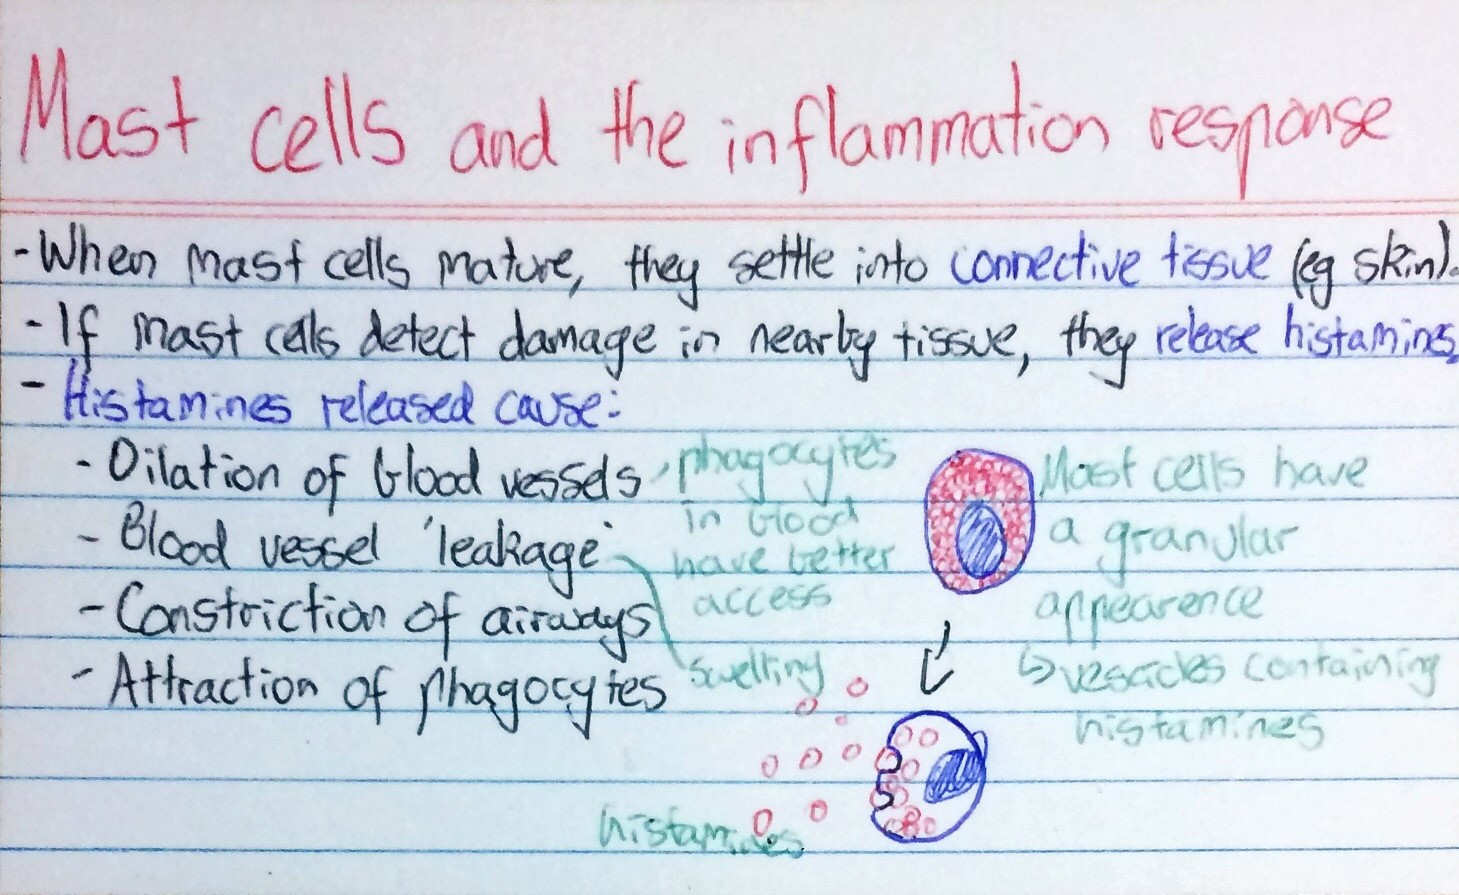 Mast cells and the inflammation response
-When mast cells mature, they settle into connective tissue (eg skin).
-If mast cells detect damage in nearby tissue, they release histamines.
- Histamines released cause:
- Dilation of blood vessels
- Blood vessel 'leakage'
- Constriction of airways
- Attraction of phagocytes
phagocytes
in blood
have better
access
swelling
Mast cells have
a granular
appearence
↳ vesacles containing
histamines
histamines